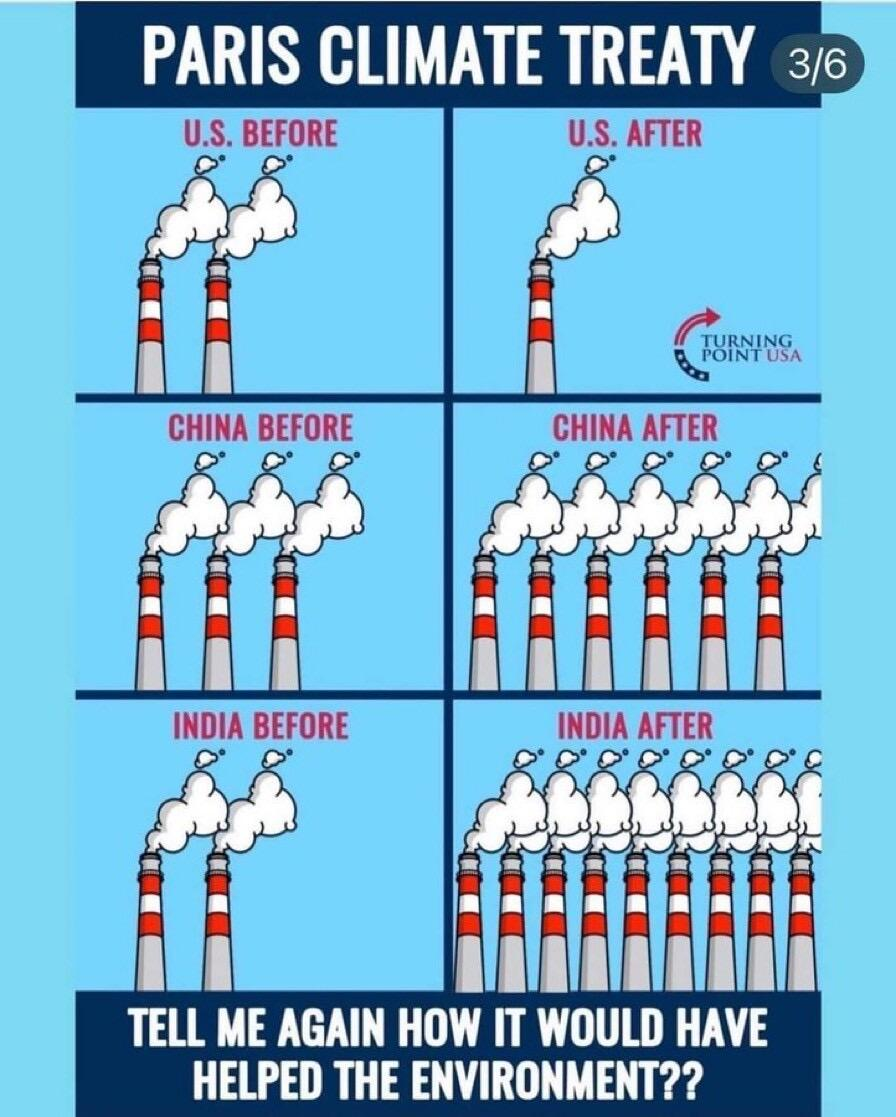 PARIS CLIMATE TREATY
3/6
U.S. BEFORE
U.S. AFTER
TURNING
POINT USA
CHINA BEFORE
CHINA AFTER
INDIA BEFORE
INDIA AFTER
TELL ME AGAIN HOW IT WOULD HAVE
HELPED THE ENVIRONMENT??